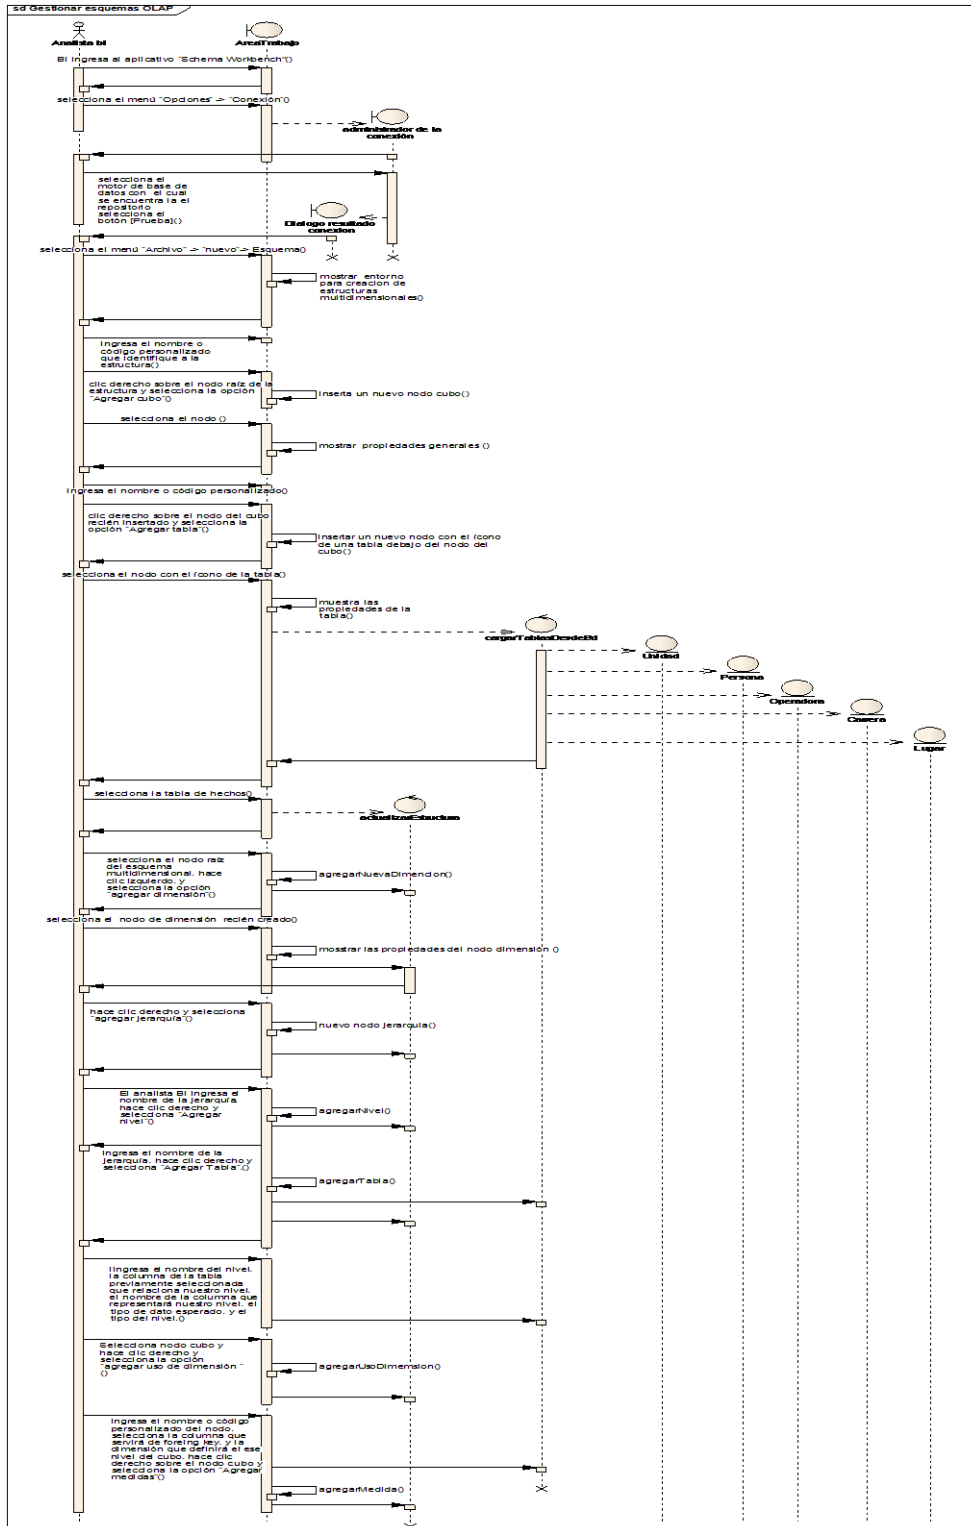 sd Gestionar esquemas OLAP
Analista bi
AreaTrabajo
BI ingresa al aplicativo "Schema Workbench"()
selecciona el menú "Opciones" -> "Conexión"()
administrador de la
conexión
selecciona el
motor de base de
datos con el cual
se encuentra la el
repositorio
selecciona el
botón [Prueba]()
Dialogo resultado
conexion
selecciona el menú "Archivo" -> "nuevo"-> Esquema()
mostrar entorno
para creacion de
estructuras
multidimensionales()
Ingresa el nombre o
código personalizado
que identifique a la
estructura()
clic derecho sobre el nodo raíz de la
estructura y selecciona la opción
"Agregar cubo"()
Inserta un nuevo nodo cubo()
selecciona el nodo ()
mostrar propiedades generales ()
Ingresa el nombre o código personalizado()
clic derecho sobre el nodo del cubo
recién insertado y selecciona la
opción "Agregar tabla"()
Insertar un nuevo nodo con el ícono
de una tabla debajo del nodo del
cubo()
selecciona el nodo con el ícono de la tabla()
muestra las
propiedades de la
tabla()
cargarTablasDesdeBd
Unidad
Persona
Operadora
Carrera
Lugar
selecciona la tabla de hechos()
actualizarEstructura
selecciona el nodo raíz
del esquema
multidimensional, hace
clic izquierdo, y
selecciona la opción
"agregar dimensión"()
agregarNuevaDimencion()
selecciona el nodo de dimensión recién creado()
mosstrar las propiedades del nodo dimensión ()
hace clic derecho y selecciona
"agregar jerarquía"()
nuevo nodo jerarquia()
El analista BI ingresa el
nombre de la jerarquía,
hace clic derecho y
selecciona "Agregar
nivel"()
agregarNivel()
Ingresa el nombre de la
jerarquía, hace clic derecho y
selecciona "Agregar Tabla".()
agregarTabla()
Iingresa el nombre del nivel,
la columna de la tabla
previamente seleccionada
que relaciona nuestro nivel,
el nombre de la columna que
representará nuestro nivel, el
tipo de dato esperado, y el
tipo del nivel.()
Selecciona nodo cubo y
hace clic derecho y
selecciona la opción
"agregar uso de dimensión "
()
agregarUsoDimension()
Ingresa el nombre o código
personalizado del nodo,
selecciona la columna que
servirá de foreing key, y la
dimensión que definirá el ese
nivel del cubo, hace clic
derecho sobre el nodo cubo y
selecciona la opción "Agregar
medidas"()
agregarMedida()